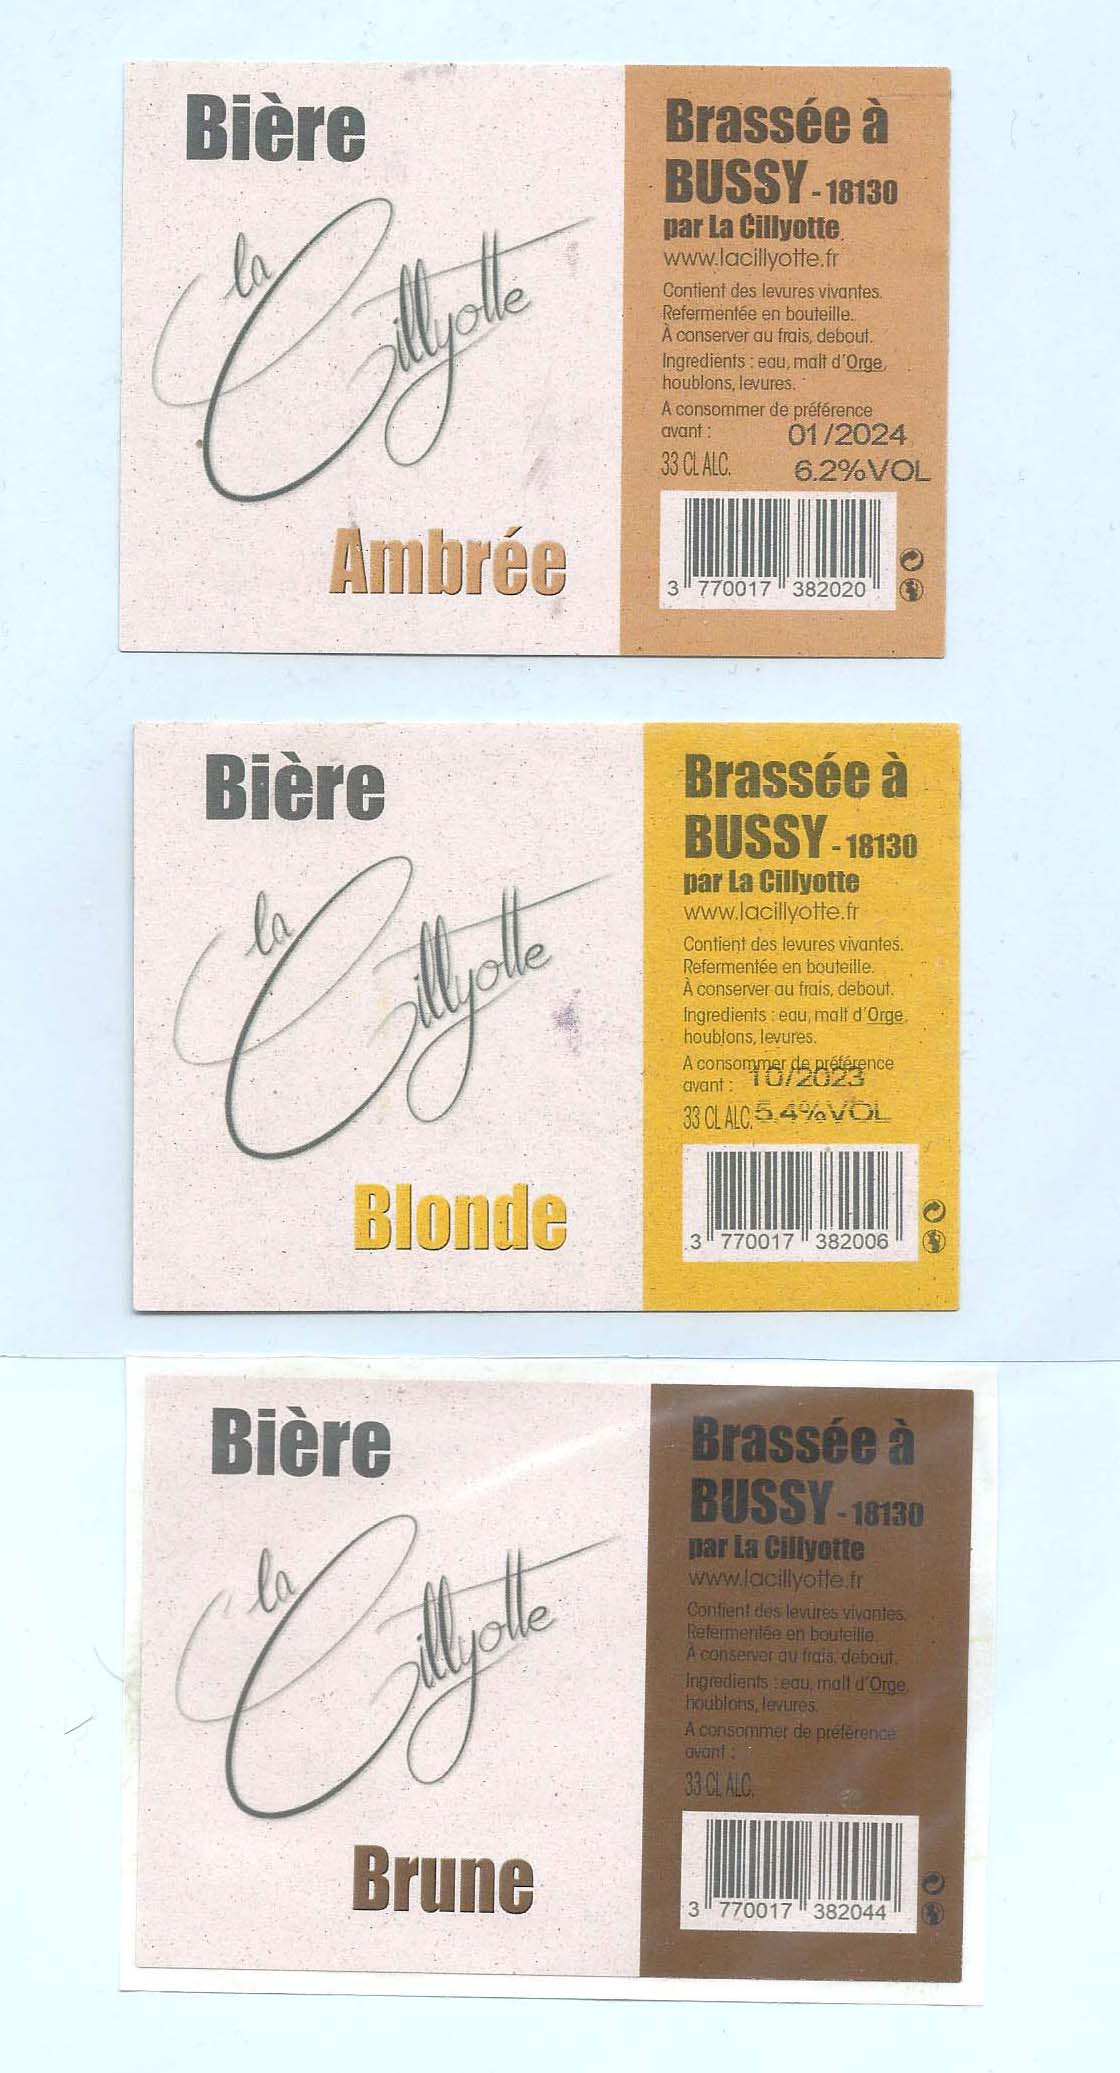 Bière
la Cillyotte
Ambrée
Brassée à
BUSSY - 18130
par La Cillyotte
www.lacillyotte.fr
Contient des levures vivantes.
Refermentée en bouteille.
À conserver au frais, debout.
Ingredients : eau, malt d'Orge,
houblons, levures.
A consommer de préférence
avant : 01/2024
33 CL ALC. 6.2%VOL
3 770017 382020
Bière
la Cillyotte
Blonde
Brassée à
BUSSY - 18130
par La Cillyotte
www.lacillyotte.fr
Contient des levures vivantes.
Refermentée en bouteille.
À conserver au frais, debout.
Ingredients : eau, malt d'Orge,
houblons, levures.
A consommer de préférence
avant : 10/2023
33 CL ALC. 5.4%VOL
3 770017 382006
Bière
la Cillyotte
Brune
Brassée à
BUSSY - 18130
par La Cillyotte
www.lacillyotte.fr
Contient des levures vivantes.
Refermentée en bouteille.
À conserver au frais, debout.
Ingredients : eau, malt d'Orge,
houblons, levures.
A consommer de préférence
avant :
33 CL ALC.
3 770017 382044